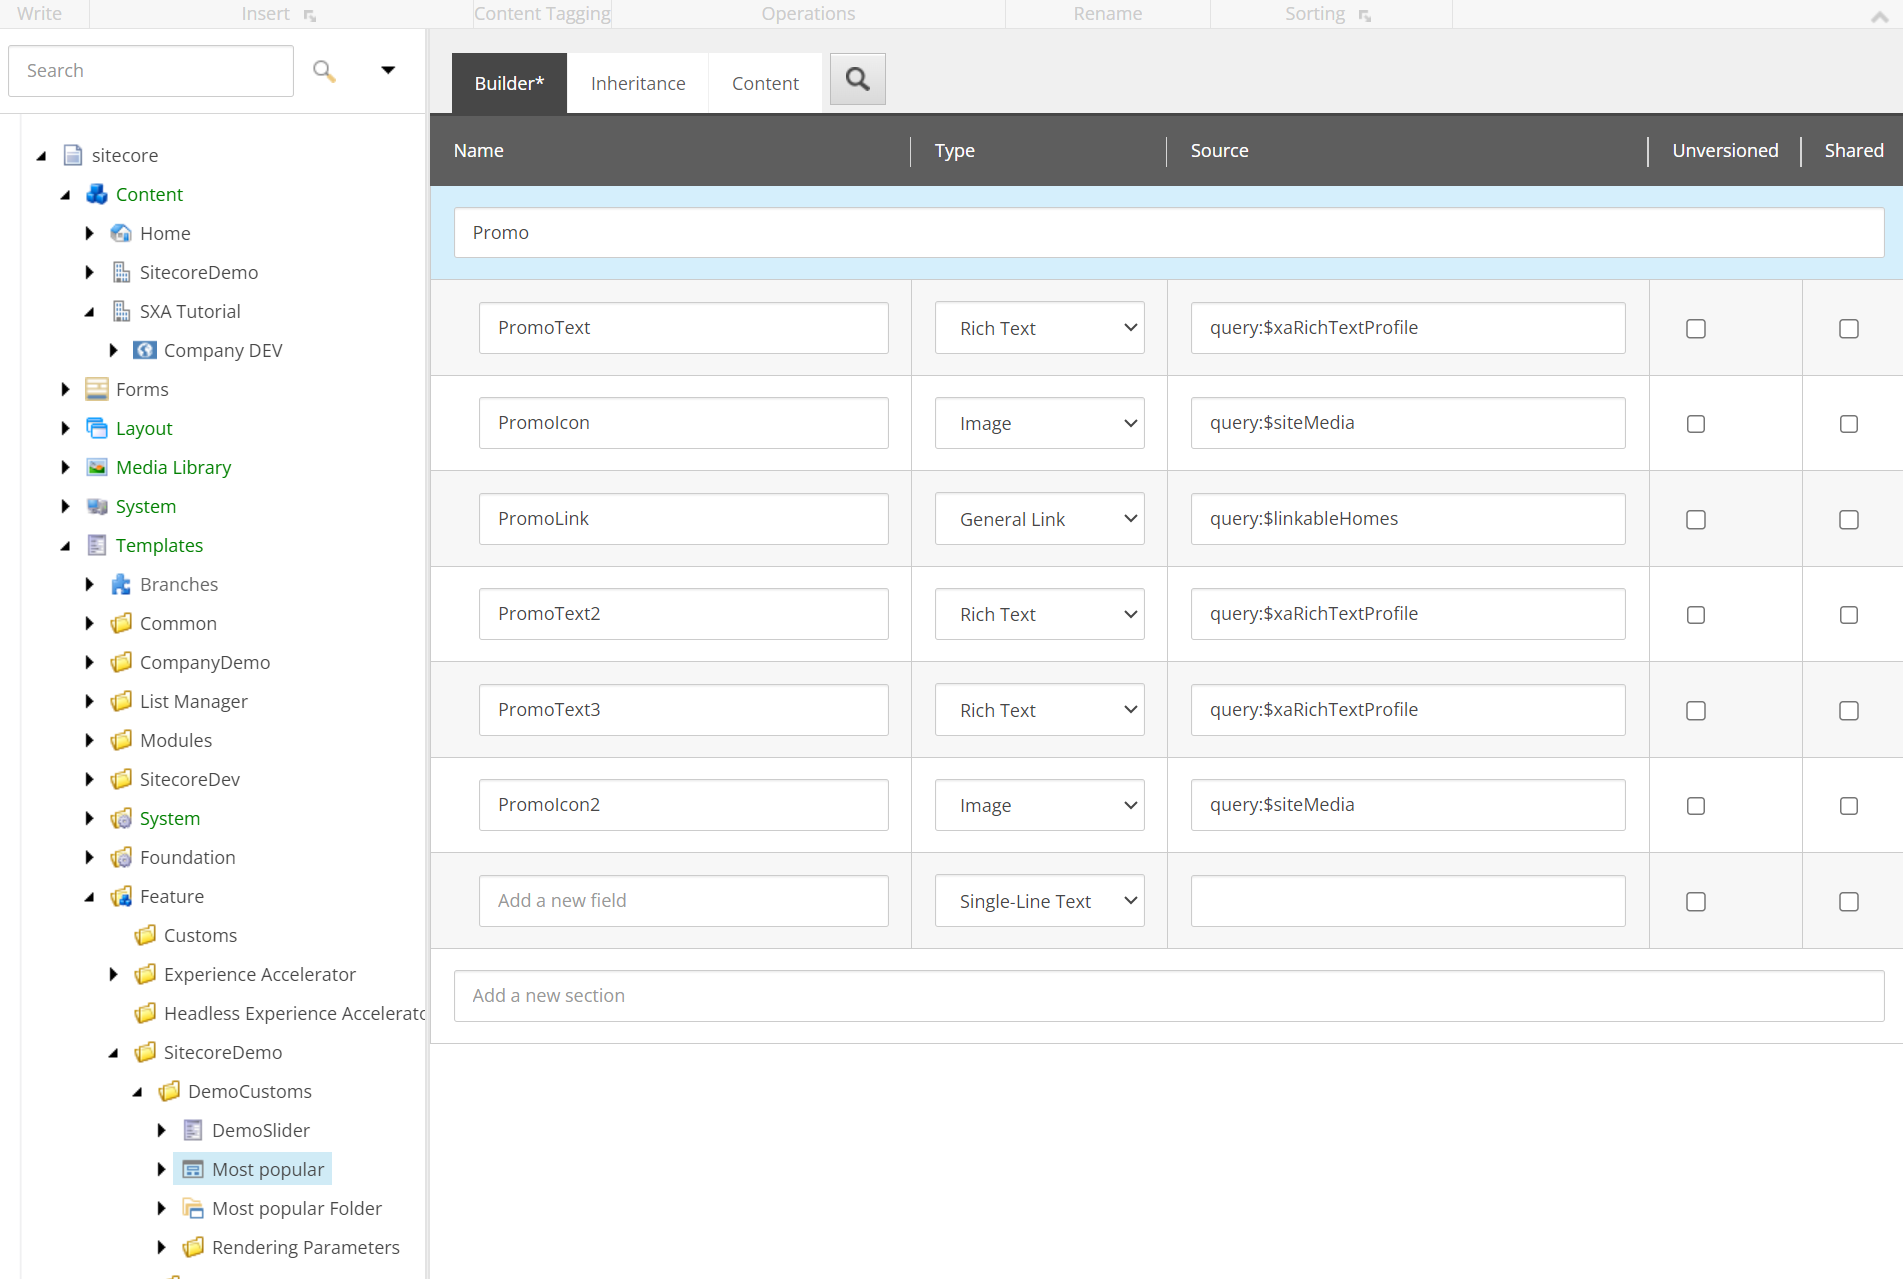 Write
Insert
Content Tagging
Operations
Rename
Sorting
Search
sitecore
Content
Home
SitecoreDemo
SXA Tutorial
Company DEV
Forms
Layout
Media Library
System
Templates
Branches
Common
CompanyDemo
List Manager
Modules
SitecoreDev
System
Foundation
Feature
Customs
Experience Accelerator
Headless Experience Accelerato
SitecoreDemo
DemoCustoms
DemoSlider
Most popular
Most popular Folder
Rendering Parameters
Builder* Inheritance Content
Name Type Source Unversioned Shared
Promo
PromoText Rich Text query:$xaRichTextProfile
PromoIcon Image query:$siteMedia
PromoLink General Link query:$linkableHomes
PromoText2 Rich Text query:$xaRichTextProfile
PromoText3 Rich Text query:$xaRichTextProfile
PromoIcon2 Image query:$siteMedia
Add a new field Single-Line Text
Add a new section